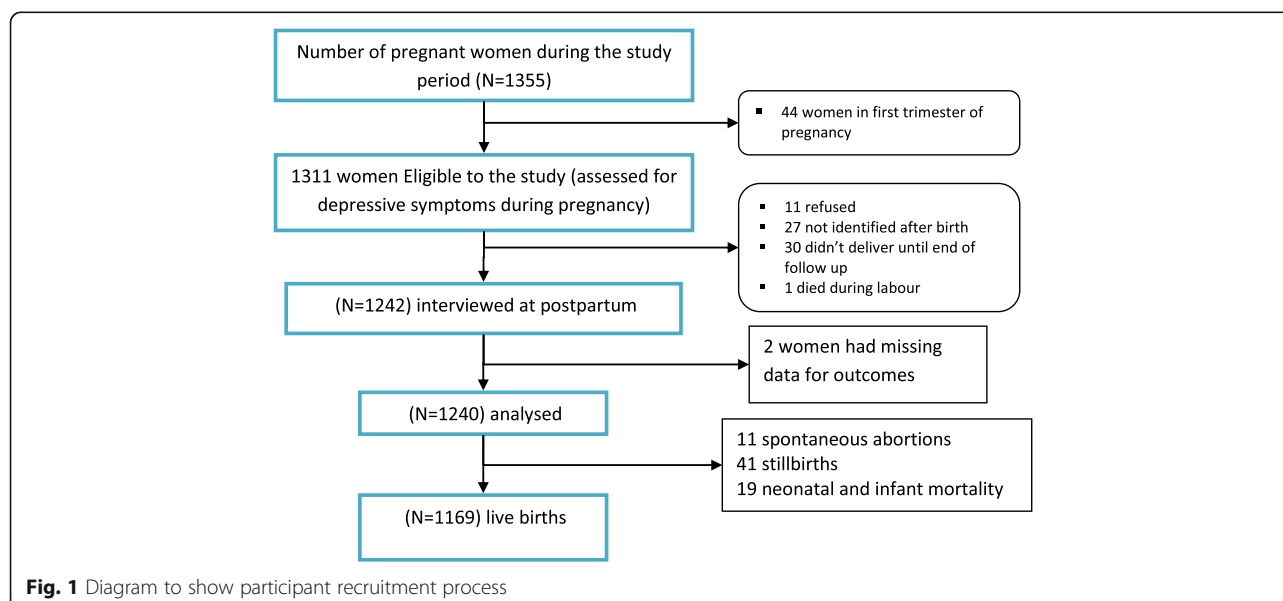 Number of pregnant women during the study
period (N=1355)
▪ 44 women in first trimester of
pregnancy
1311 women Eligible to the study (assessed for
depressive symptoms during pregnancy)
▪ 11 refused
▪ 27 not identified after birth
▪ 30 didn’t deliver until end of
follow up
▪ 1 died during labour
(N=1242) interviewed at postpartum
2 women had missing
data for outcomes
(N=1240) analysed
11 spontaneous abortions
41 stillbirths
19 neonatal and infant mortality
(N=1169) live births
Fig. 1 Diagram to show participant recruitment process